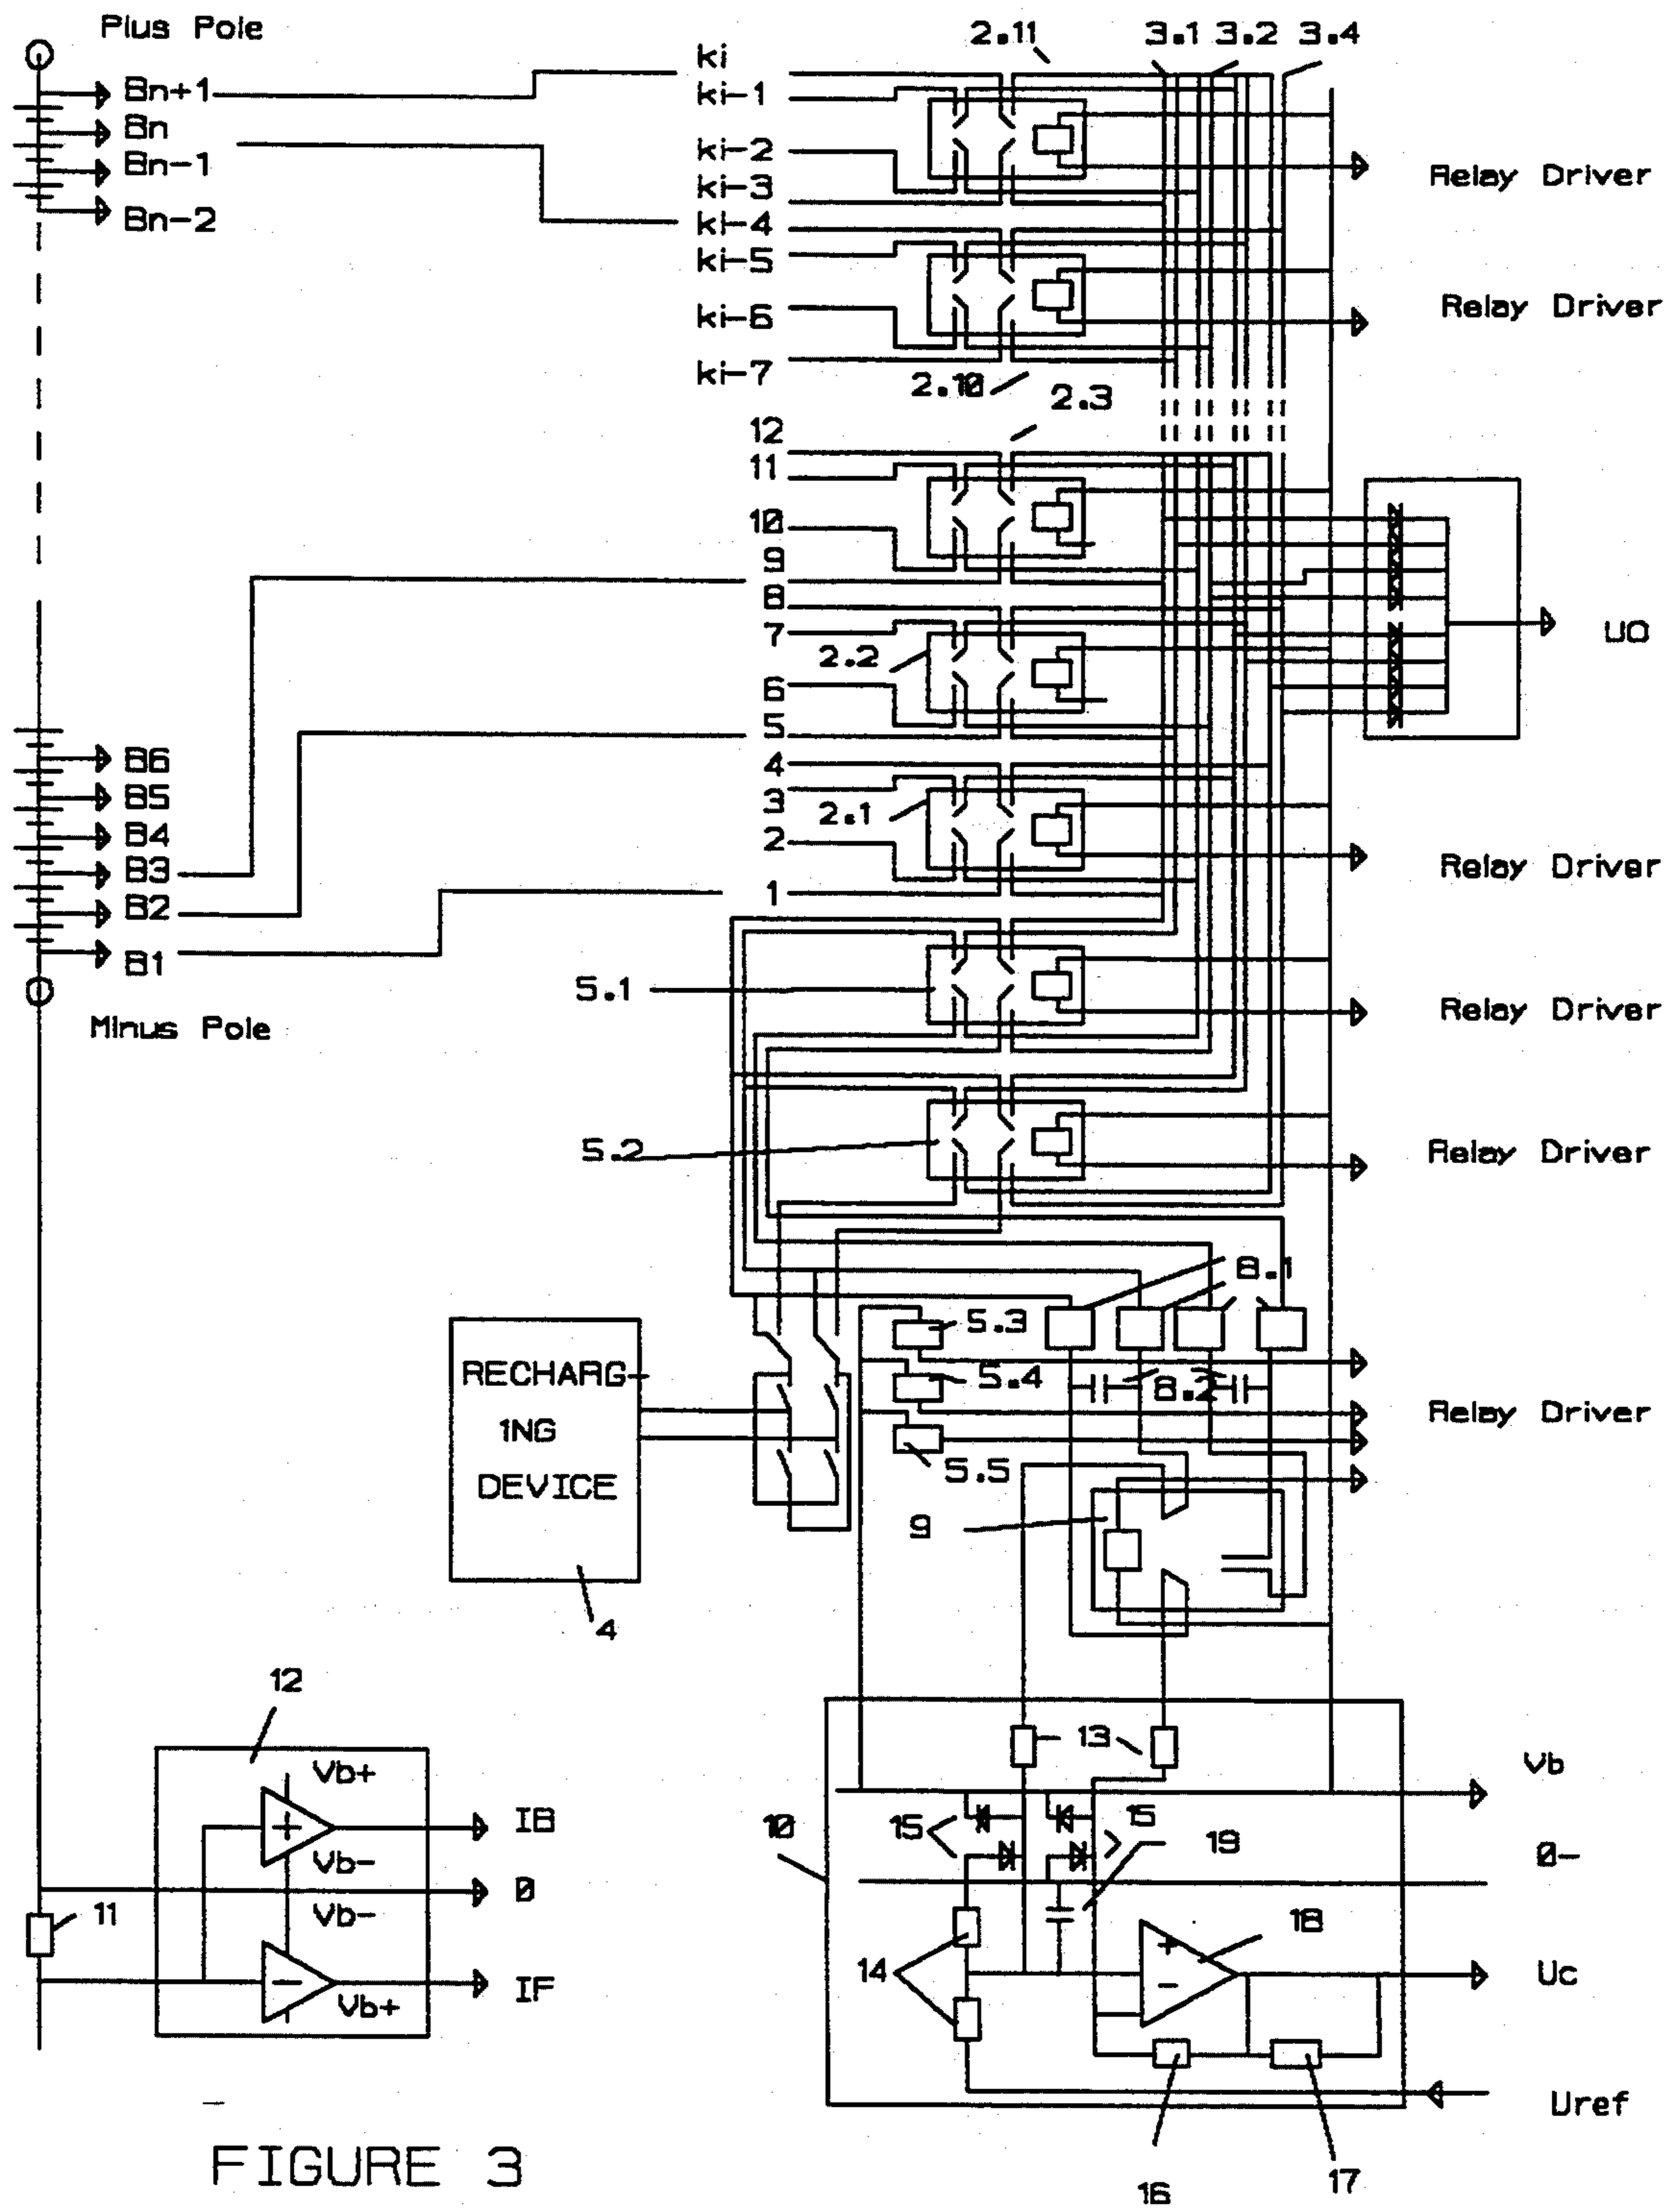 Plus Pole
Bn+1
Bn
Bn-1
Bn-2
ki
ki-1
ki-2
ki-3
ki-4
ki-5
ki-6
ki-7
2.11
3.1 3.2 3.4
Relay Driver
Relay Driver
2.10
2.3
12
11
10
9
8
7
6
5
4
3
2
1
2.2
2.1
UO
B6
B5
B4
B3
B2
B1
Minus Pole
Relay Driver
5.1
Relay Driver
5.2
Relay Driver
8.1
5.3
RECHARG-
1NG
DEVICE
5.4
8.2
Relay Driver
5.5
9
4
12
Vb+
IB
Vb-
0
Vb-
11
IF
Vb+
13
Vb
10
15
15
19
0-
18
14
Uc
16
17
Uref
FIGURE 3